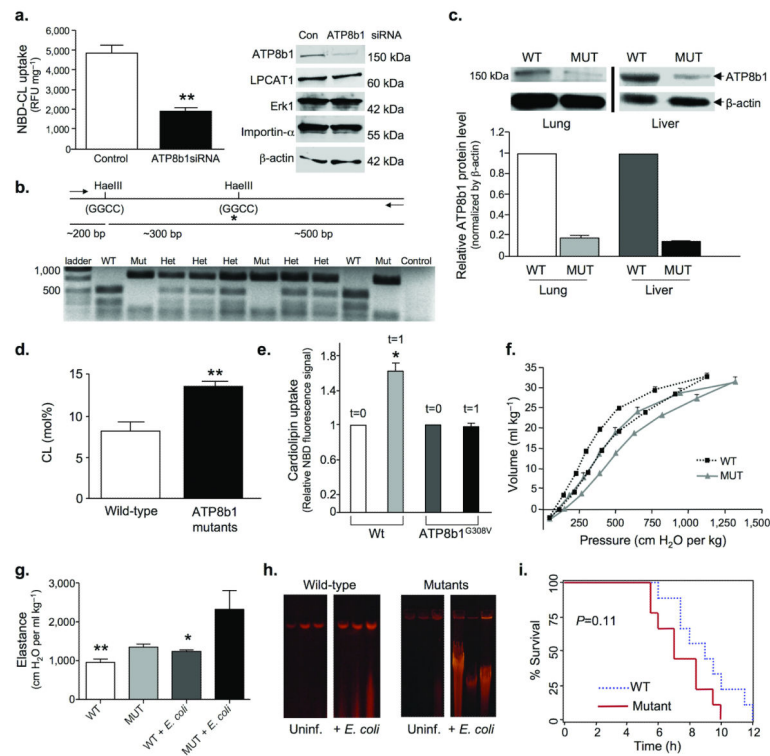 a.
NBD-CL uptake
(RFU mg⁻¹)
6,000
5,000
4,000
3,000
2,000
1,000
0
**
Control
ATP8b1siRNA
Con ATP8b1 siRNA
ATP8b1
150 kDa
LPCAT1
60 kDa
Erk1
42 kDa
Importin-α
55 kDa
β-actin
42 kDa
b.
HaeIII
HaeIII
(GGCC)
(GGCC)
*
~200 bp
~300 bp
~500 bp
ladder WT Mut Het Het Het Mut Het Het WT Mut Control
1,000
500
c.
WT MUT WT MUT
150 kDa
ATP8b1
β-actin
Lung
Liver
Relative ATP8b1 protein level
(normalized by β-actin)
1.2
1
0.8
0.6
0.4
0.2
0
WT MUT WT MUT
Lung
Liver
d.
CL (mol%)
15
10
5
0
**
Wild-type
ATP8b1
mutants
e.
Cardiolipin uptake
(Relative NBD fluorescence signal)
1.8
1.4
1
0.6
0.2
0
t=0
t=1
*
t=0
t=1
Wt
ATP8b1G308V
f.
Volume (ml kg⁻¹)
35
30
25
20
15
10
5
0
250 500 750 1,000 1,250 1,500
Pressure (cm H₂O per kg)
WT
MUT
g.
Elastance
(cm H₂O per ml kg⁻¹)
3,000
2,000
1,000
0
**
*
WT
MUT
WT + E. coli
MUT + E. coli
h.
Wild-type
Mutants
Uninf.
+ E. coli
Uninf.
+ E. coli
i.
% Survival
100
75
50
25
0
P=0.11
WT
Mutant
0 2 4 6 8 10 12
Time (h)